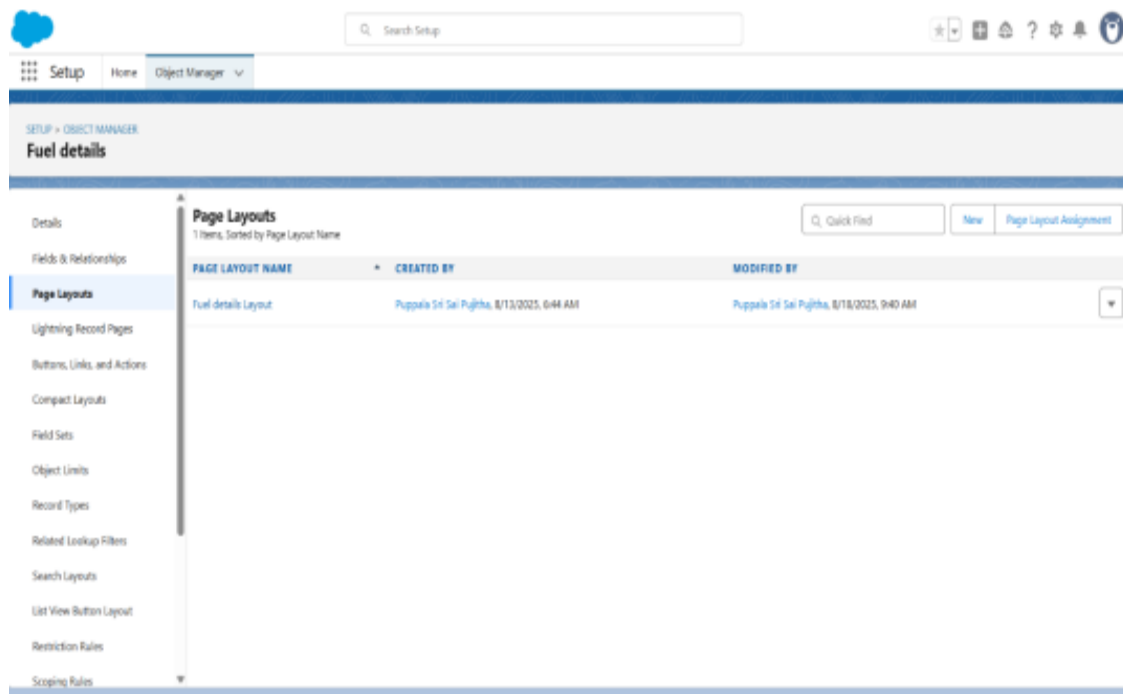 Search Setup
Setup Home Object Manager
SETUP > OBJECT MANAGER
Fuel details
Details
Fields & Relationships
Page Layouts
Lightning Record Pages
Buttons, Links, and Actions
Compact Layouts
Field Sets
Object Limits
Record Types
Related Lookup Filters
Search Layouts
List View Button Layout
Restriction Rules
Scoping Rules
Page Layouts
1 Items, Sorted by Page Layout Name
Quick Find New Page Layout Assignment
PAGE LAYOUT NAME CREATED BY MODIFIED BY
Fuel details Layout Puppala Sri Sai Pujitha, 8/13/2025, 6:44 AM Puppala Sri Sai Pujitha, 8/18/2025, 9:40 AM